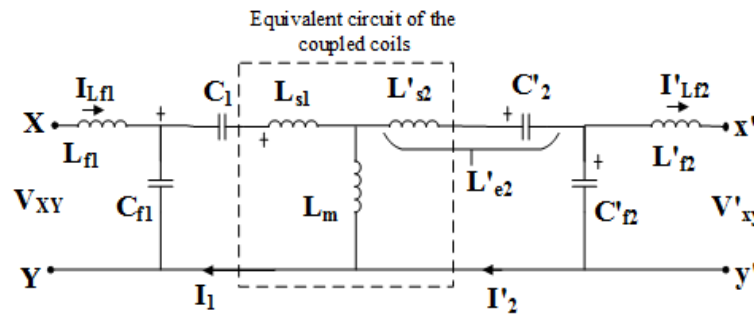 Equivalent circuit of the
coupled coils
I_Lf1
C_1
L_s1
L'_s2
C'_2
I'_Lf2
X
x'
L_f1
L'_f2
L'_e2
V_XY
C_f1
L_m
C'_f2
V'_xy
Y
y'
I_1
I'_2